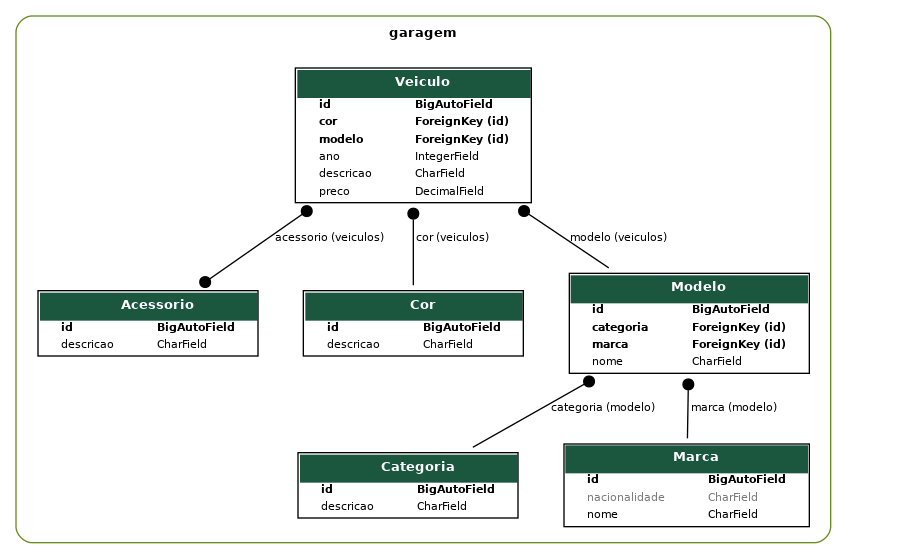 garagem
Veiculo
id BigAutoField
cor ForeignKey (id)
modelo ForeignKey (id)
ano IntegerField
descricao CharField
preco DecimalField
acessorio (veiculos) cor (veiculos) modelo (veiculos)
Acessorio
id BigAutoField
descricao CharField
Cor
id BigAutoField
descricao CharField
Modelo
id BigAutoField
categoria ForeignKey (id)
marca ForeignKey (id)
nome CharField
categoria (modelo) marca (modelo)
Categoria
id BigAutoField
descricao CharField
Marca
id BigAutoField
nacionalidade CharField
nome CharField